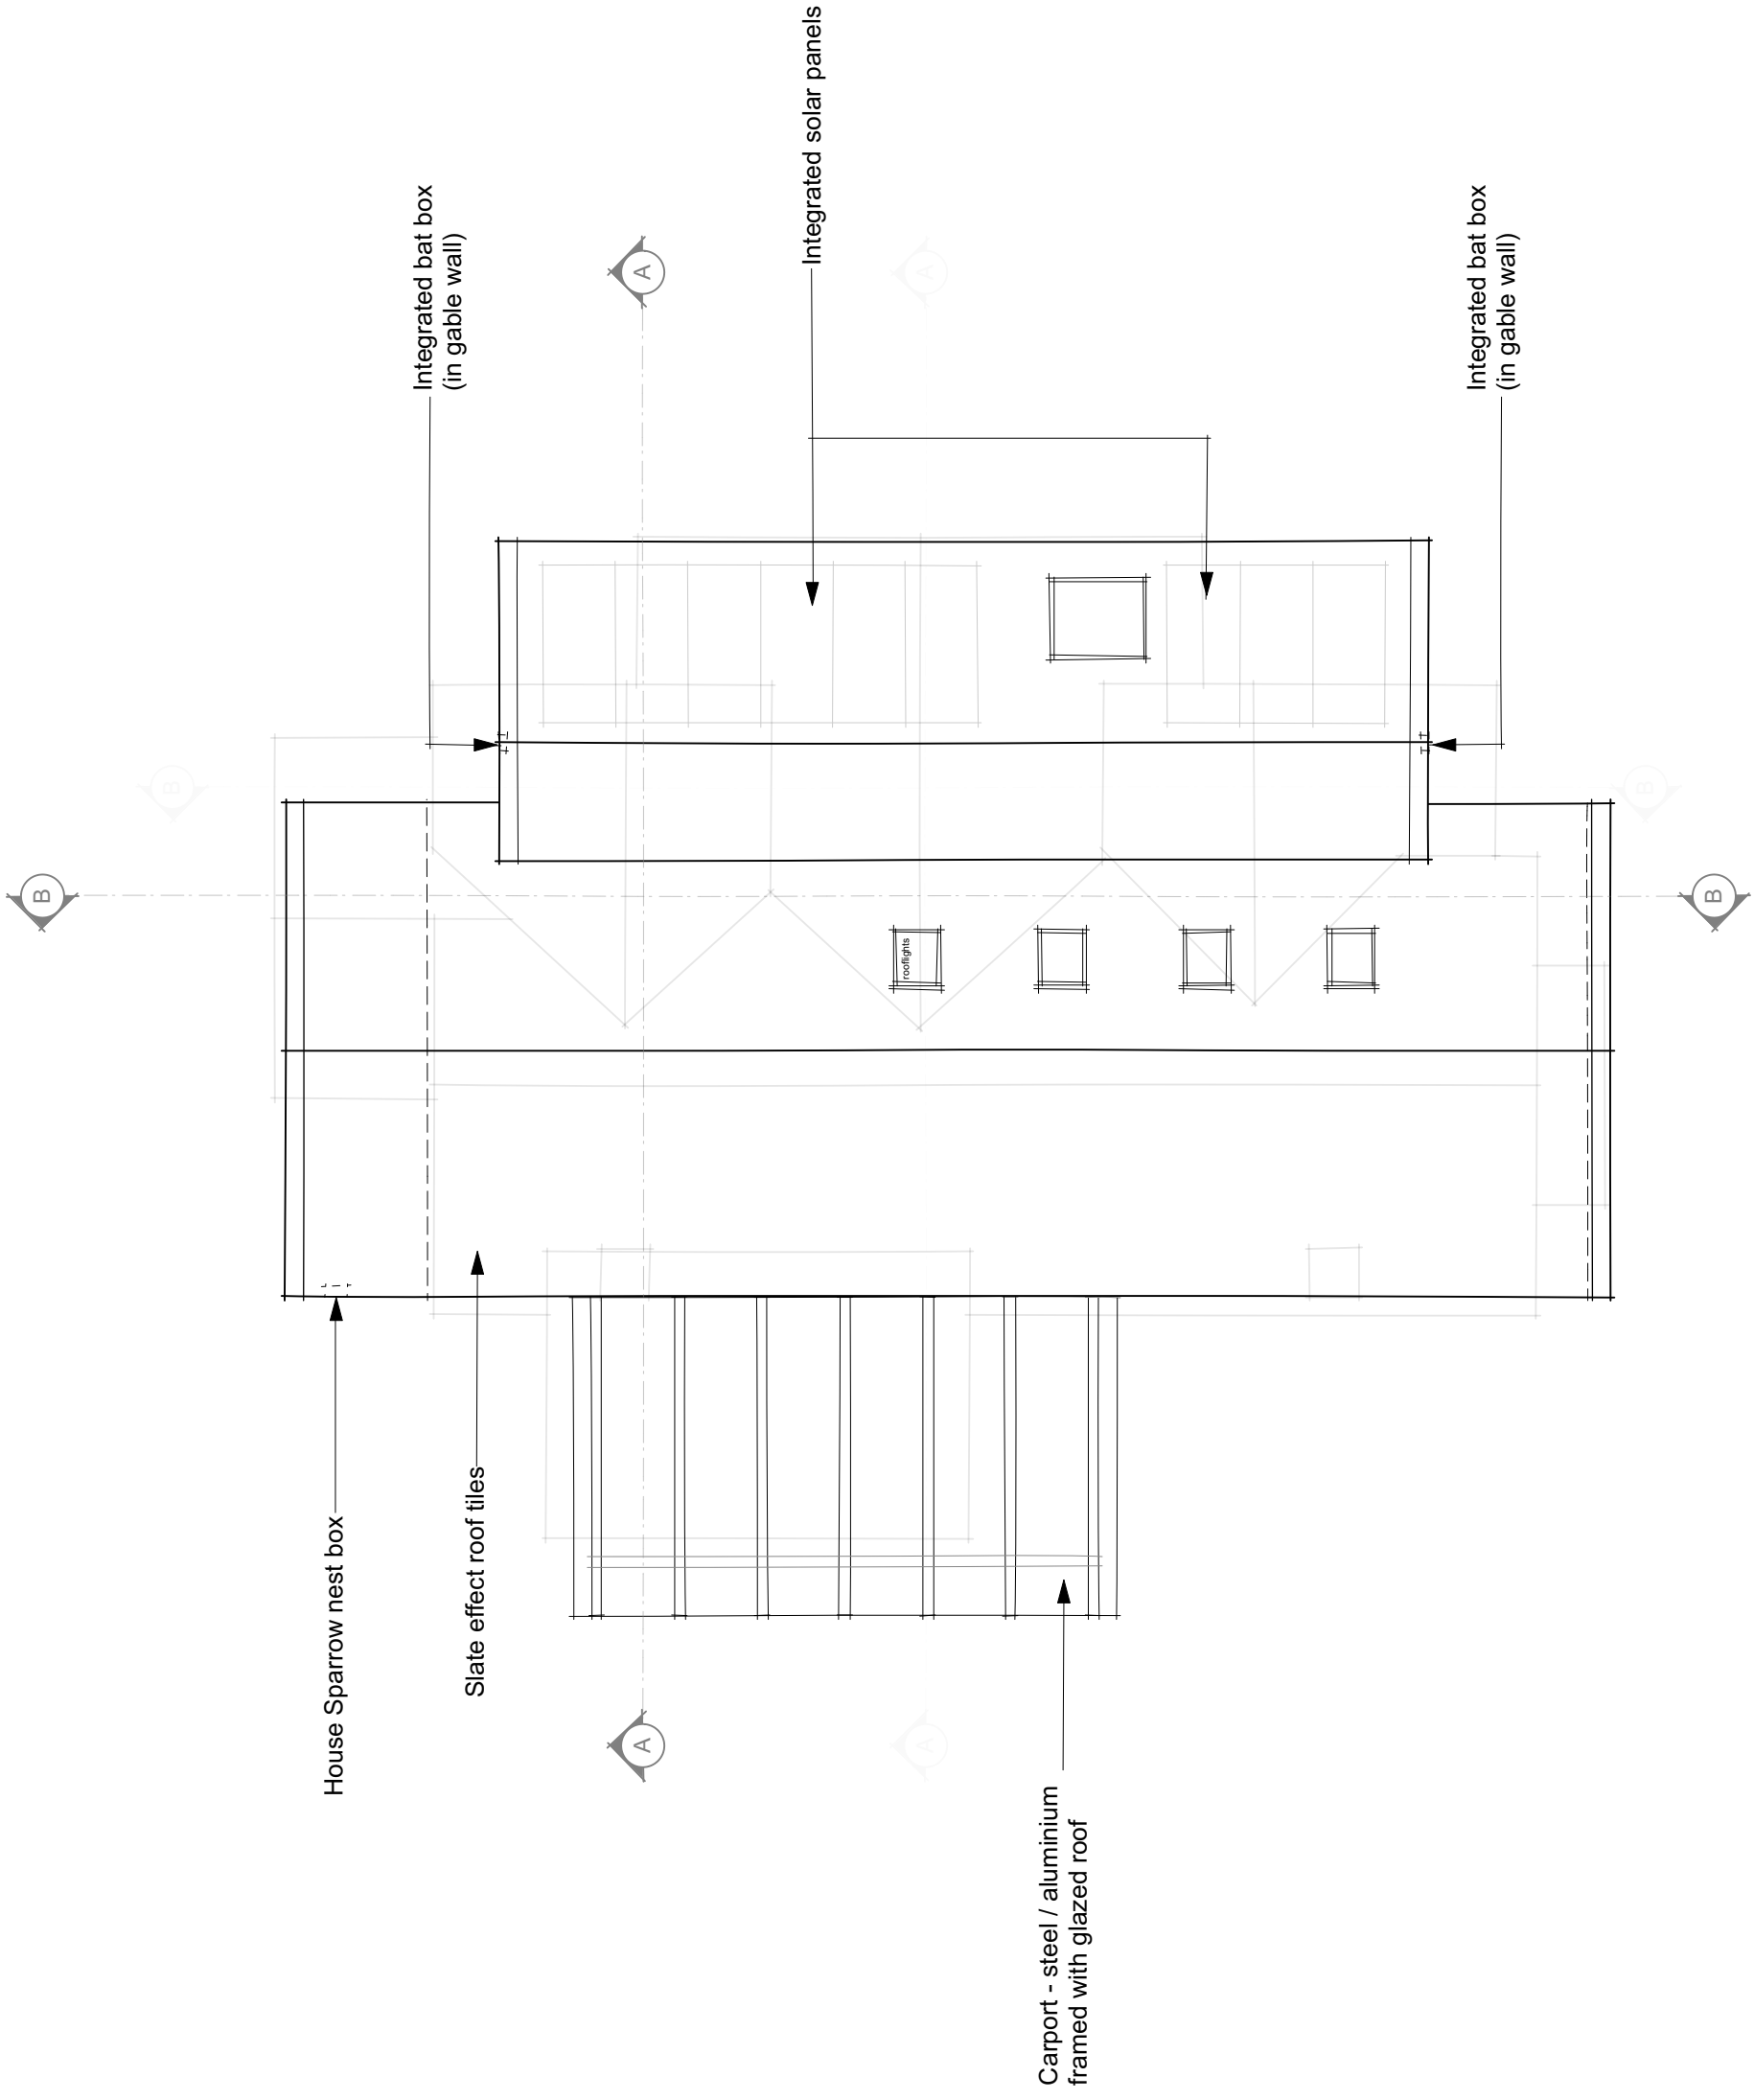 Integrated solar panels
Integrated bat box
(in gable wall)
Integrated bat box
(in gable wall)
A
A
B
B
B
B
rooflights
House Sparrow nest box
Slate effect roof tiles
A
A
Carport - steel / aluminium
framed with glazed roof